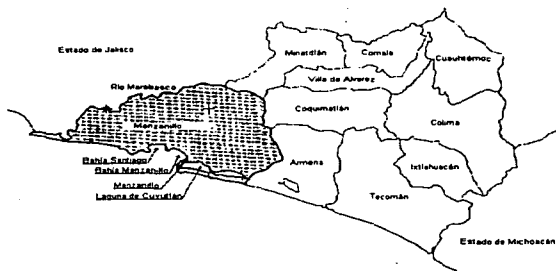 Estado de Jalisco
Minatitlán
Comala
Cuauhtémoc
Villa de Alvarez
Río Marabasco
Coquimatlán
Manzanillo
Colima
Bahía Santiago
Bahía Manzanillo
Armería
Ixtlahuacán
Manzanillo
Laguna de Cuyutlán
Tecomán
Estado de Michoacán